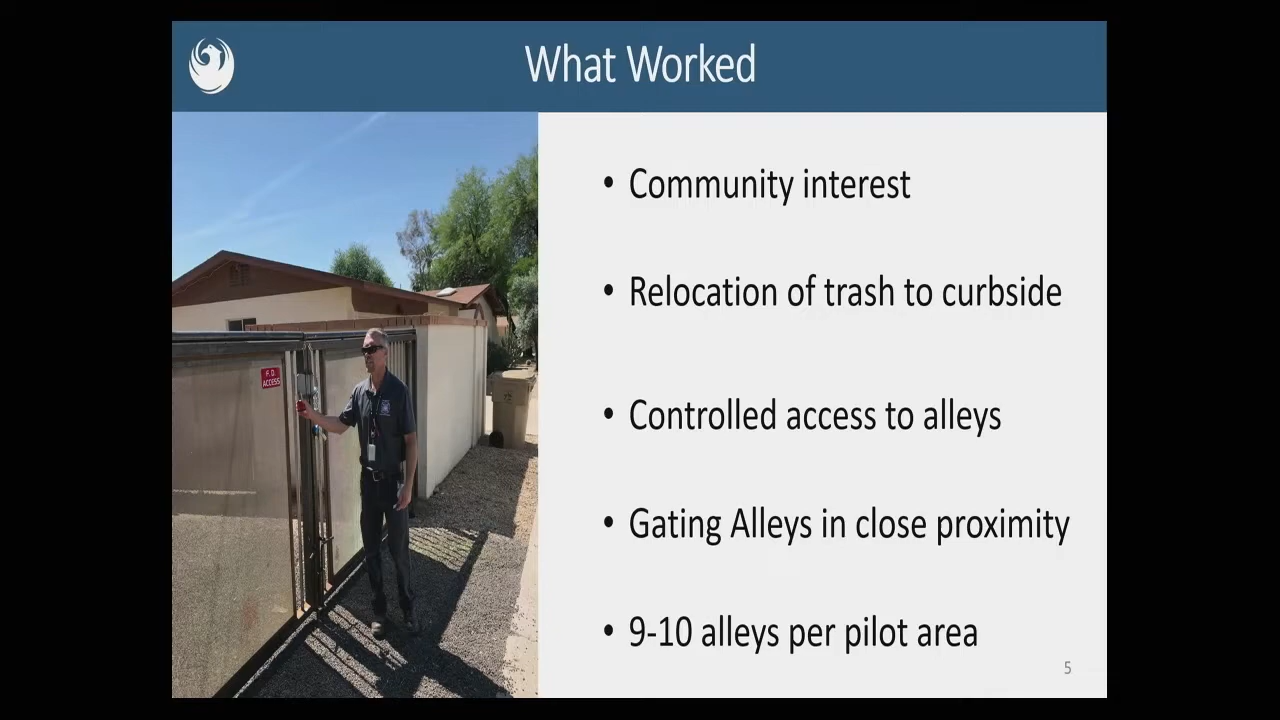 What Worked
F. D.
ACCESS
• Community interest
• Relocation of trash to curbside
• Controlled access to alleys
• Gating Alleys in close proximity
• 9-10 alleys per pilot area
5